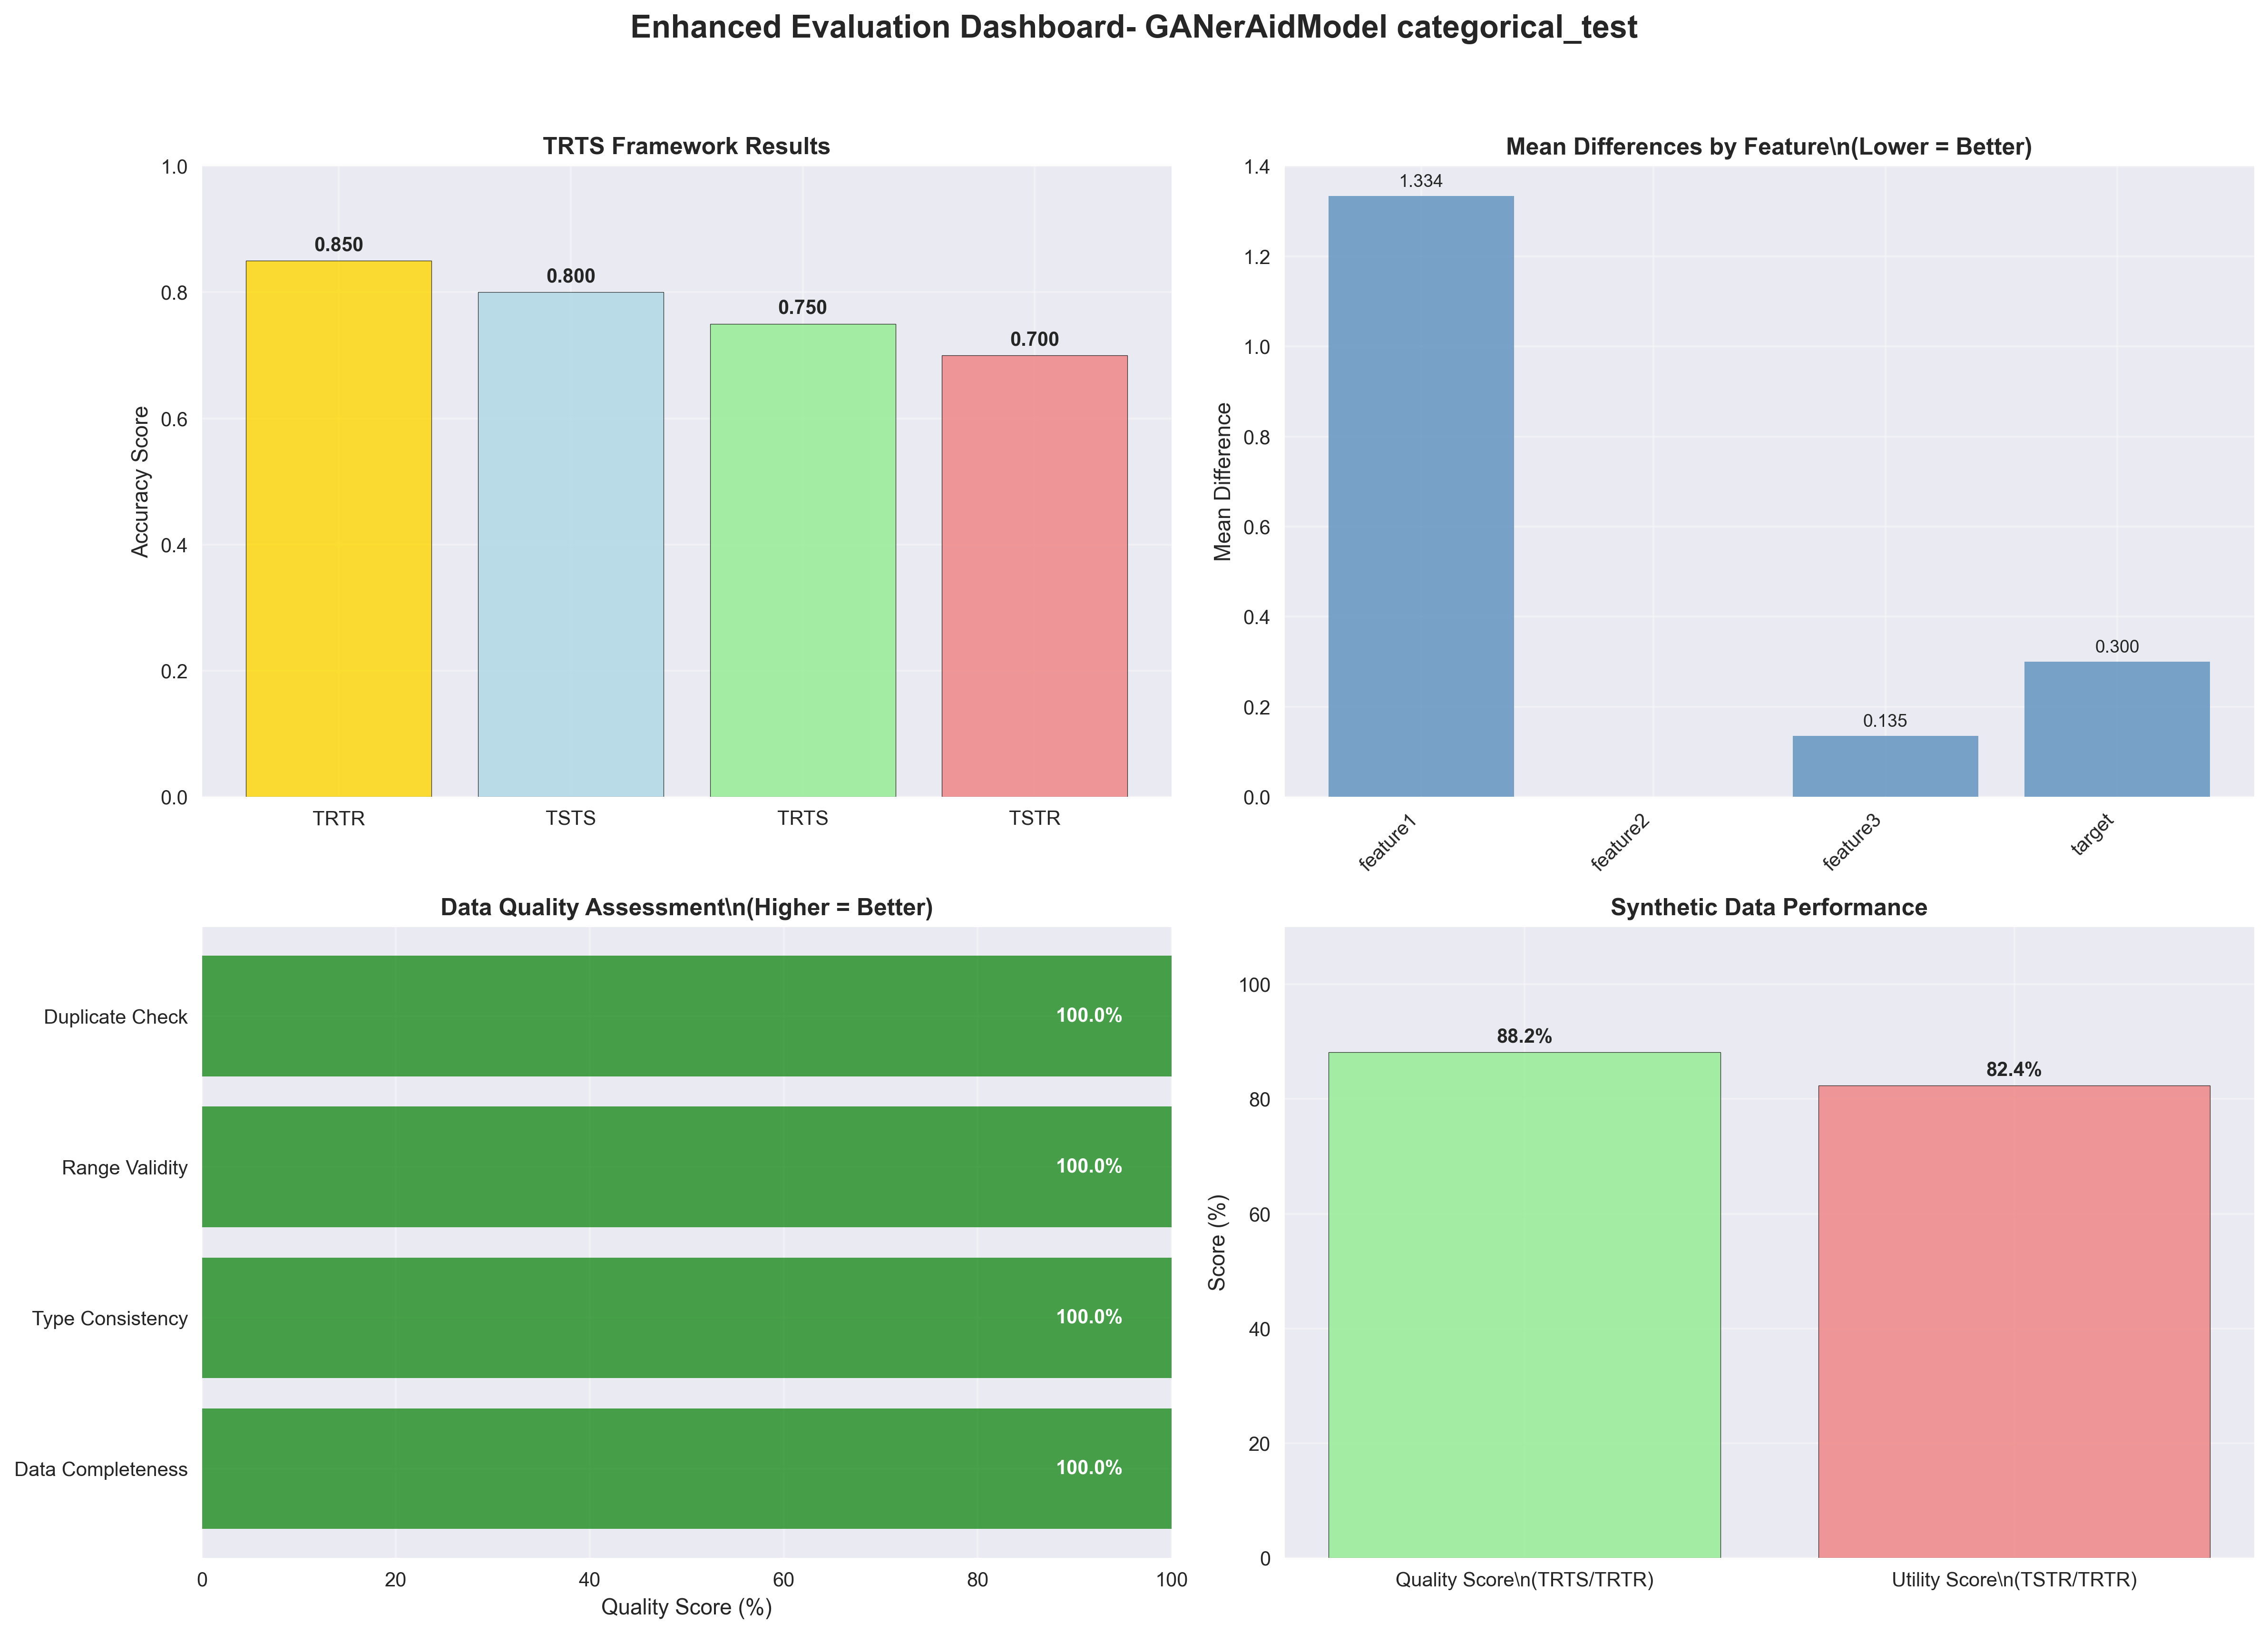 Enhanced Evaluation Dashboard- GANerAidModel categorical_test
TRTS Framework Results
1.0
0.8
0.6
0.4
0.2
0.0
Accuracy Score
0.850
0.800
0.750
0.700
TRTR
TSTS
TRTS
TSTR
Mean Differences by Feature\n(Lower = Better)
1.4
1.2
1.0
0.8
0.6
0.4
0.2
0.0
Mean Difference
1.334
0.135
0.300
feature1
feature2
feature3
target
Data Quality Assessment\n(Higher = Better)
Duplicate Check
100.0%
Range Validity
100.0%
Type Consistency
100.0%
Data Completeness
100.0%
0
20
40
60
80
100
Quality Score (%)
Synthetic Data Performance
100
80
60
40
20
0
Score (%)
88.2%
82.4%
Quality Score\n(TRTS/TRTR)
Utility Score\n(TSTR/TRTR)